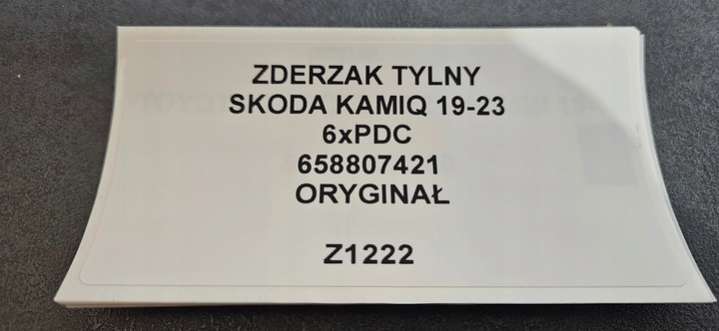 ZDERZAK TYLNY
SKODA KAMIQ 19-23
6xPDC
658807421
ORYGINAŁ
Z1222